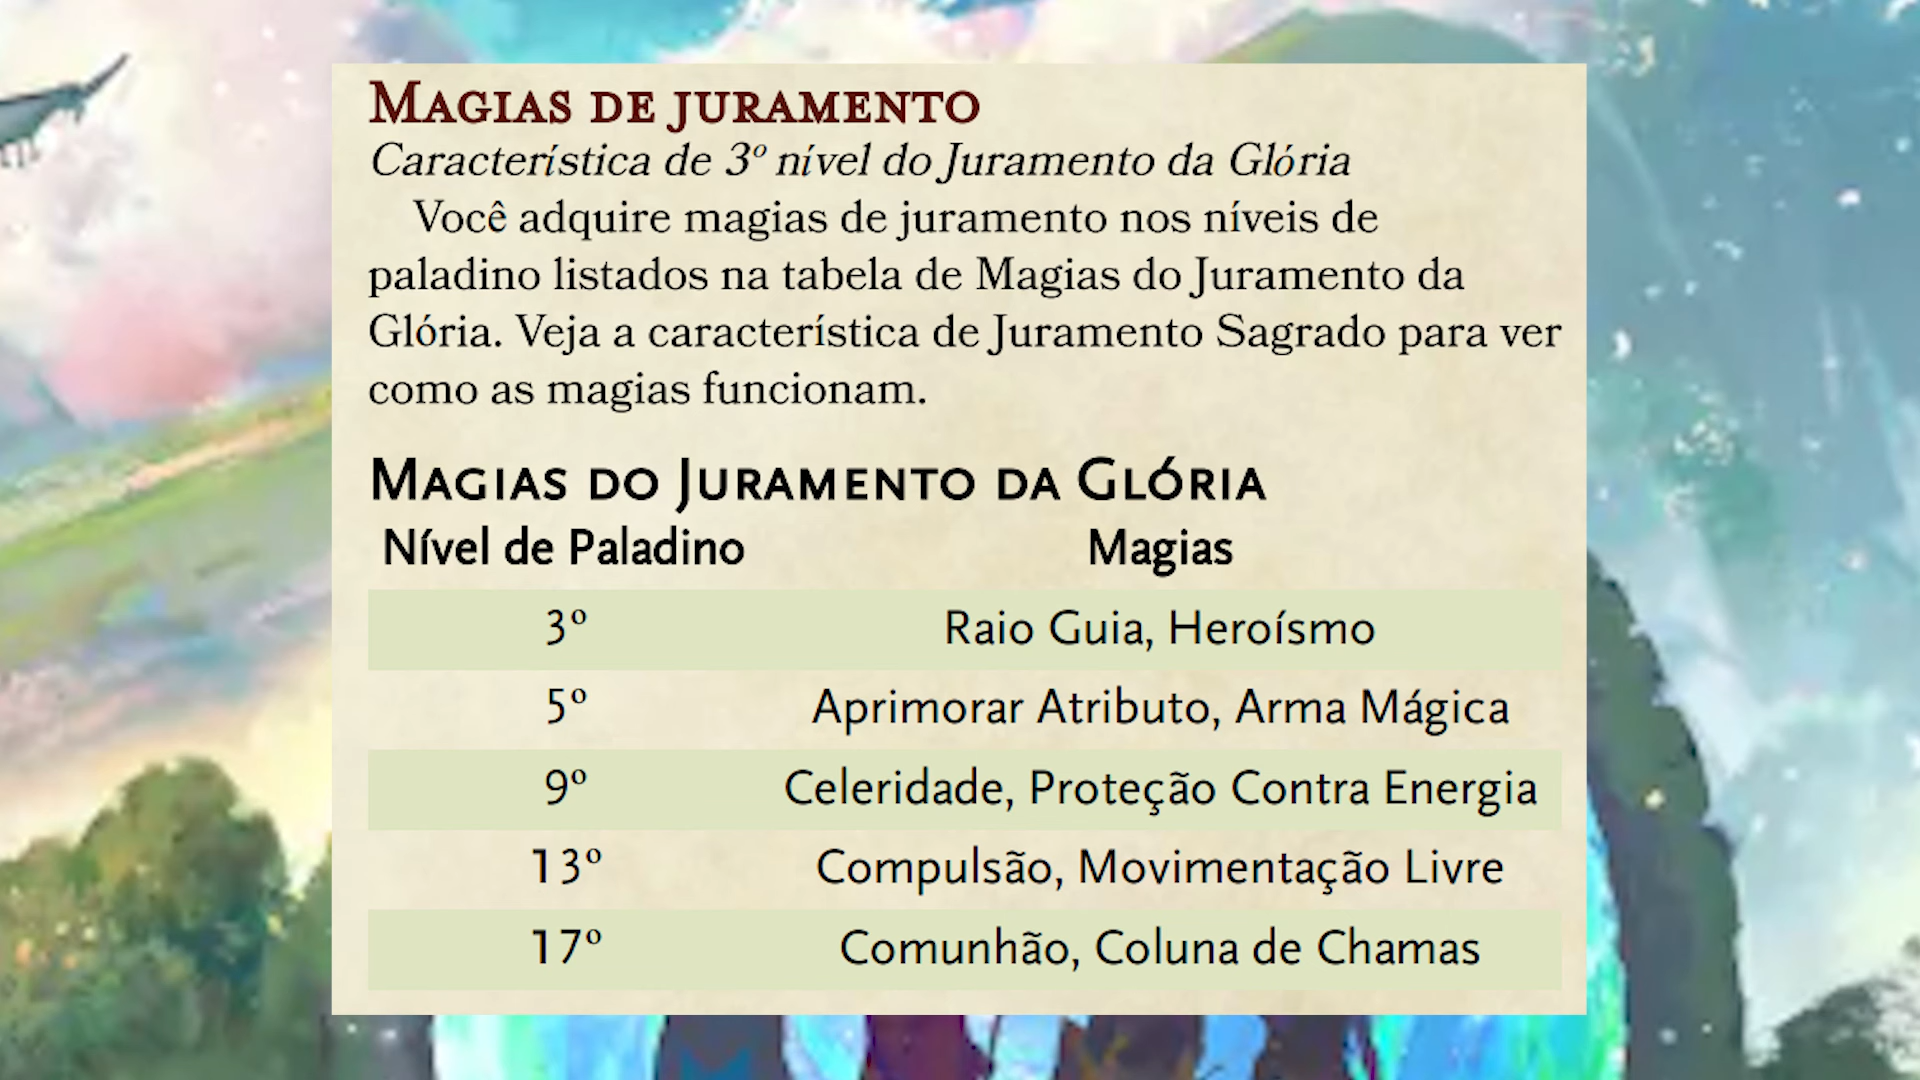 Magias de juramento
Característica de 3º nível do Juramento da Glória
Você adquire magias de juramento nos níveis de
paladino listados na tabela de Magias do Juramento da
Glória. Veja a característica de Juramento Sagrado para ver
como as magias funcionam.
Magias do Juramento da Glória
Nível de Paladino Magias
3º Raio Guia, Heroísmo
5º Aprimorar Atributo, Arma Mágica
9º Celeridade, Proteção Contra Energia
13º Compulsão, Movimentação Livre
17º Comunhão, Coluna de Chamas